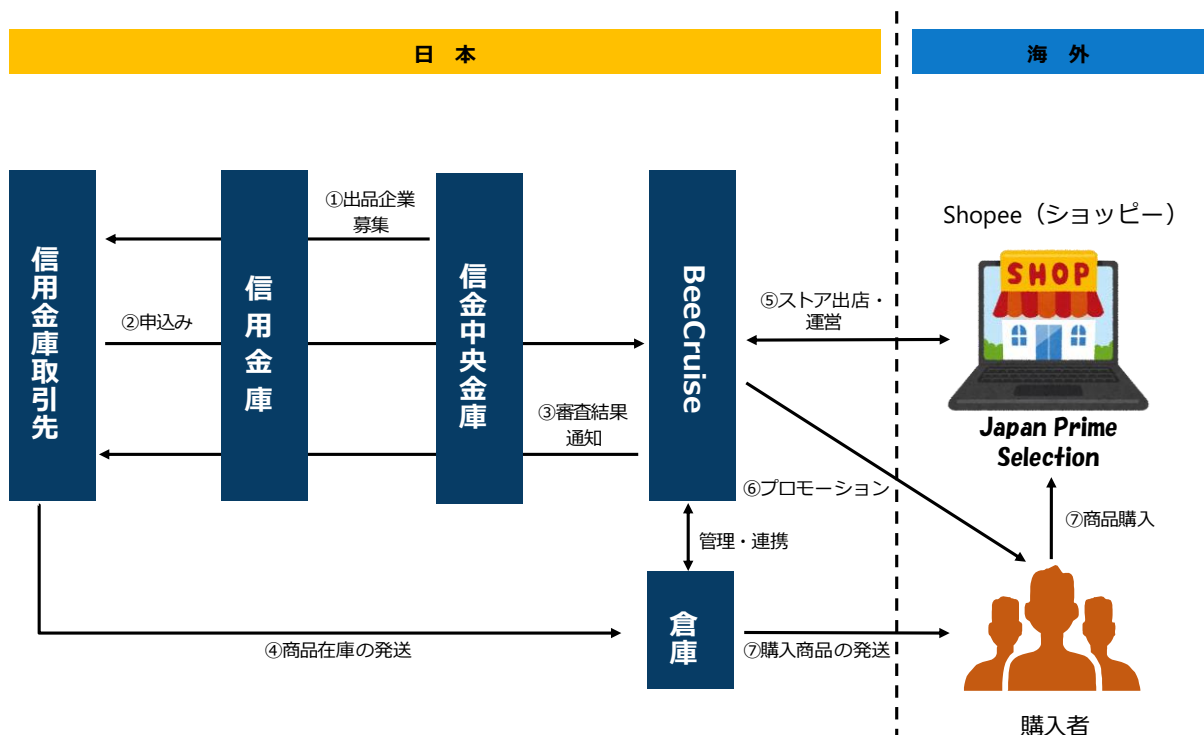 日 本
海 外
①出品企業
募集
Shopee（ショッピー）
SHOP
信用金庫取引先
信用金庫
信金中央金庫
BeeCruise
②申込み
⑤ストア出店・
運営
③審査結果
通知
Japan Prime
Selection
⑥プロモーション
⑦商品購入
管理・連携
倉庫
④商品在庫の発送
⑦購入商品の発送
購入者